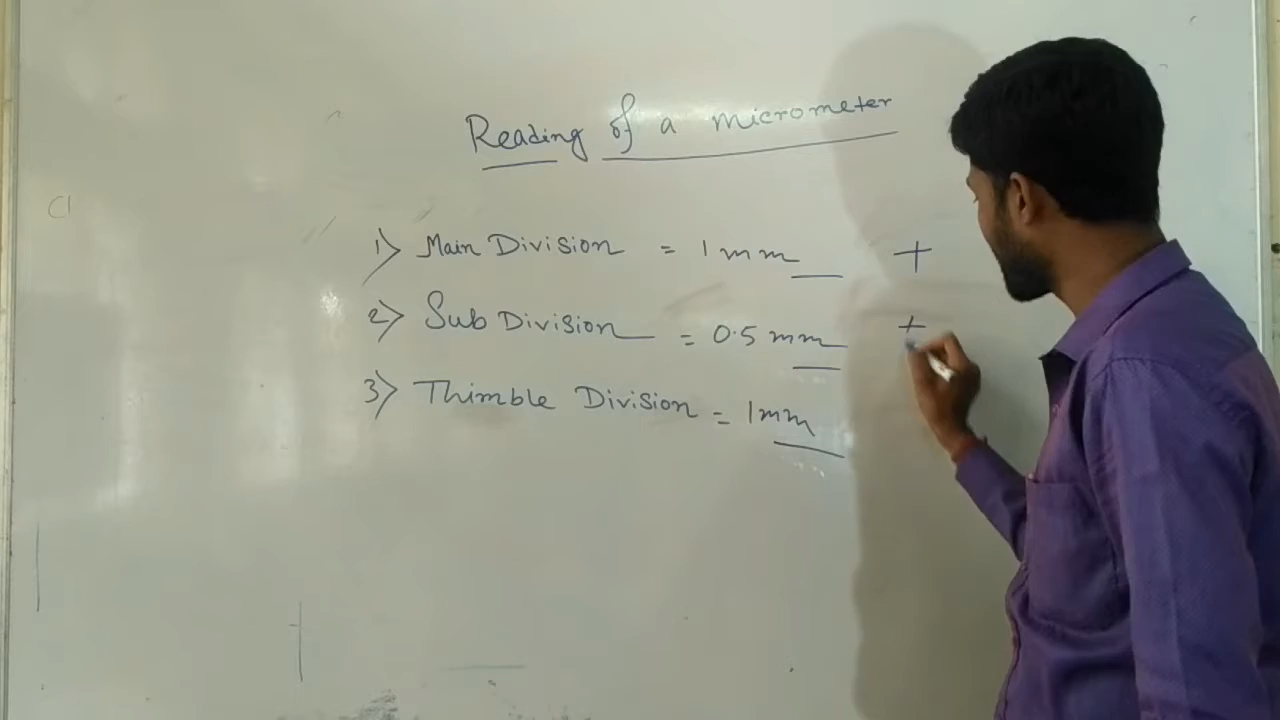 Reading of a micrometer
1) Main Division = 1 mm +
2) Sub Division = 0.5 mm +
3) Thimble Division = 1mm